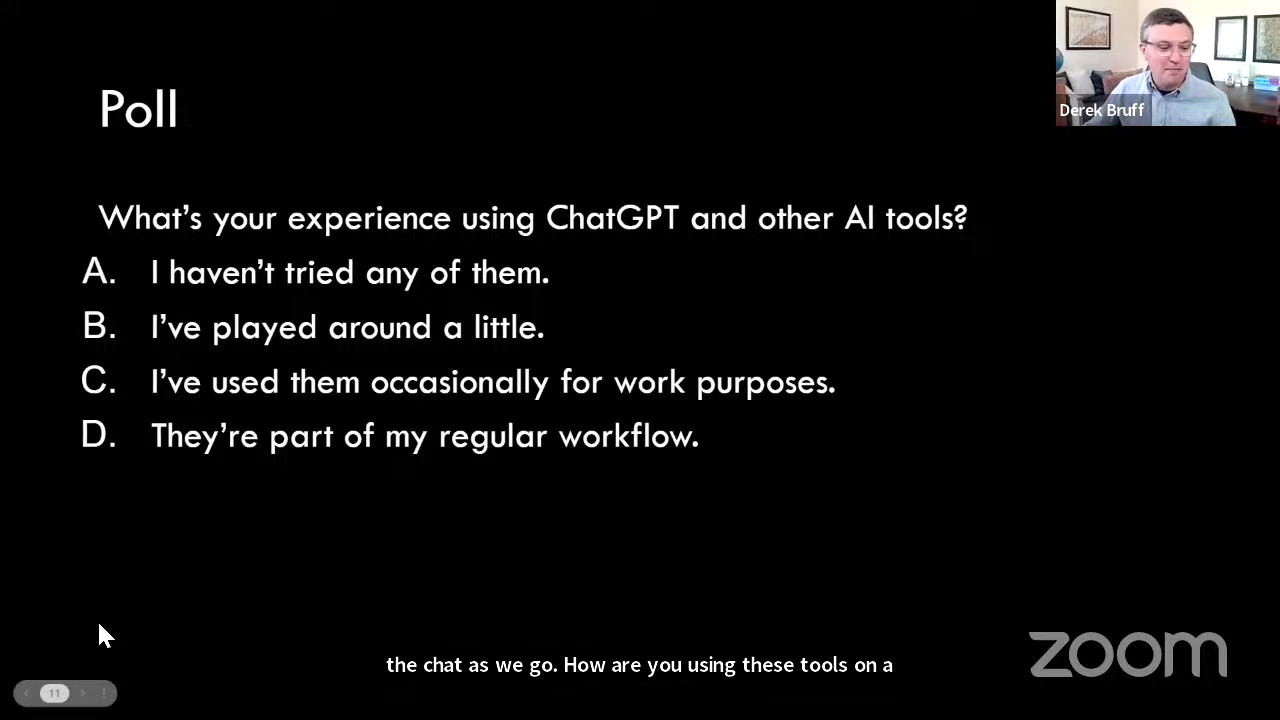 Poll
Derek Bruff
What’s your experience using ChatGPT and other AI tools?
A. I haven’t tried any of them.
B. I’ve played around a little.
C. I’ve used them occasionally for work purposes.
D. They’re part of my regular workflow.
the chat as we go. How are you using these tools on a
zoom
11